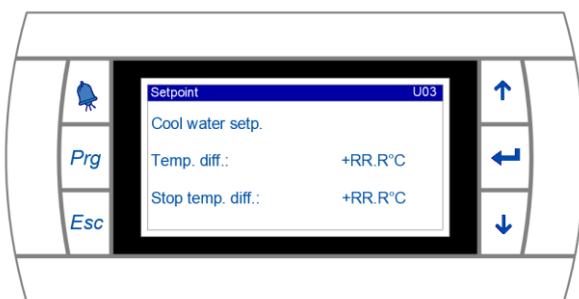 Setpoint U03
Cool water setp.
Prg
Temp. diff.: +RR.R°C
Stop temp. diff.: +RR.R°C
Esc